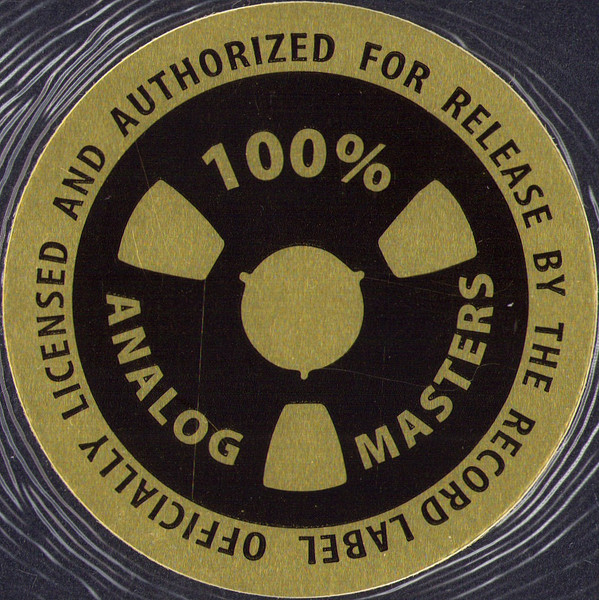 OFFICIALLY LICENSED AND AUTHORIZED FOR RELEASE BY THE RECORD LABEL
100%
ANALOG
MASTERS